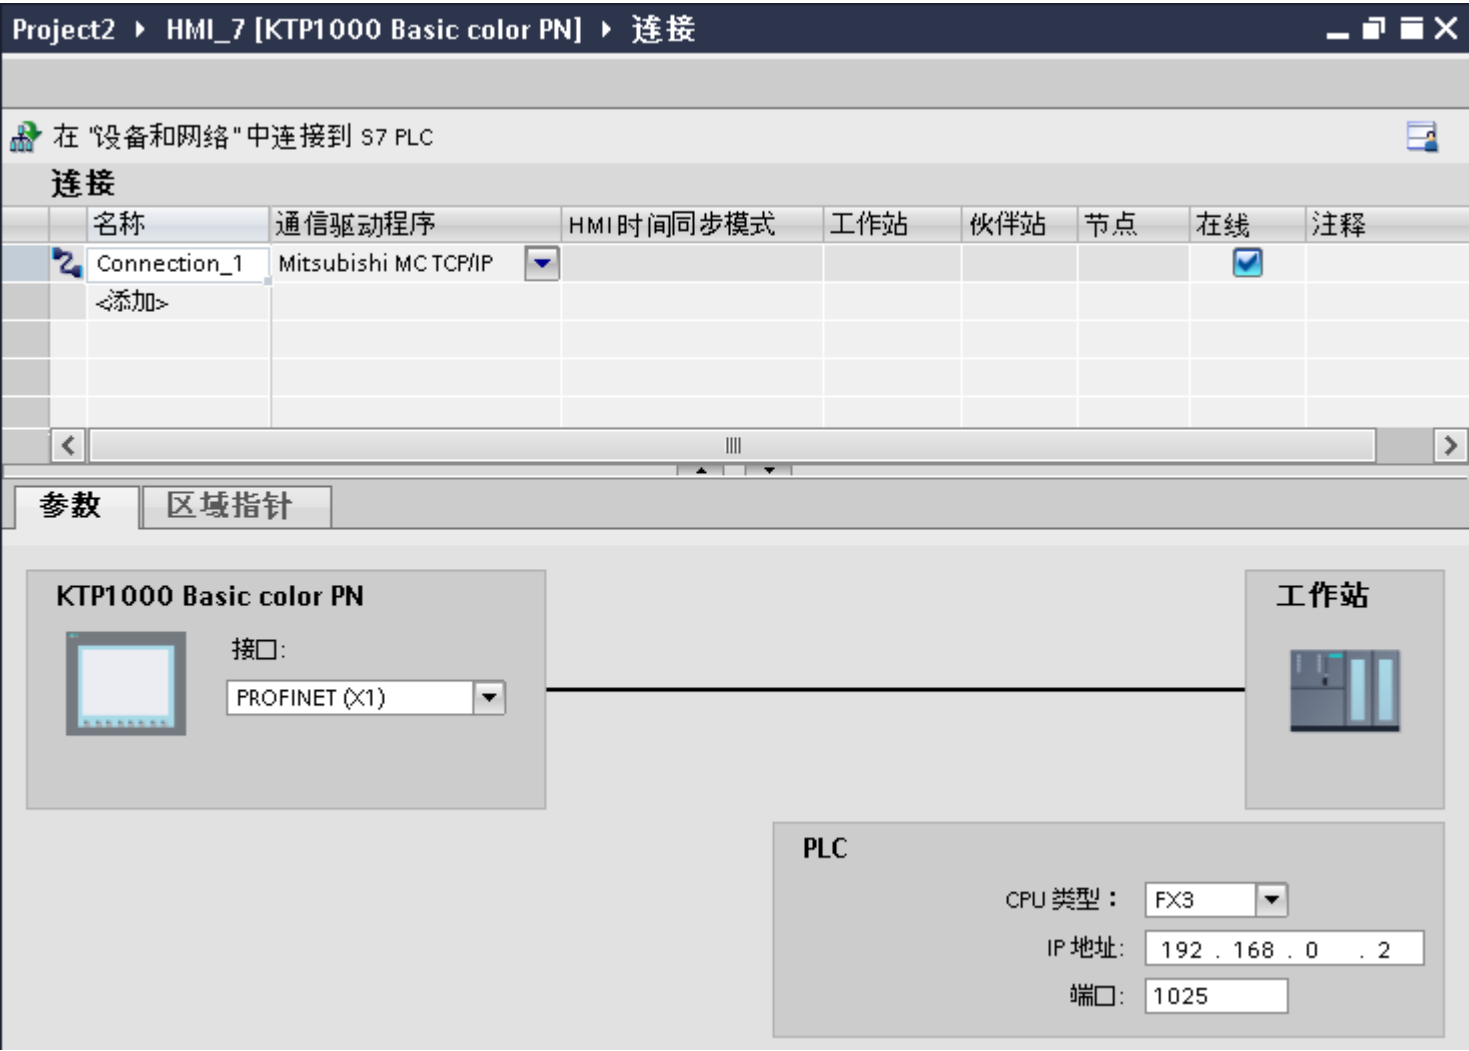 Project2 ▸ HMI_7 [KTP1000 Basic color PN] ▸ 连接
在 "设备和网络" 中连接到 S7 PLC
连接
名称 通信驱动程序 HMI时间同步模式 工作站 伙伴站 节点 在线 注释
Connection_1 Mitsubishi MC TCP/IP
<添加>
参数 区域指针
KTP1000 Basic color PN 工作站
接口:
PROFINET (X1)
PLC
CPU 类型： FX3
IP 地址: 192 . 168 . 0 . 2
端口: 1025